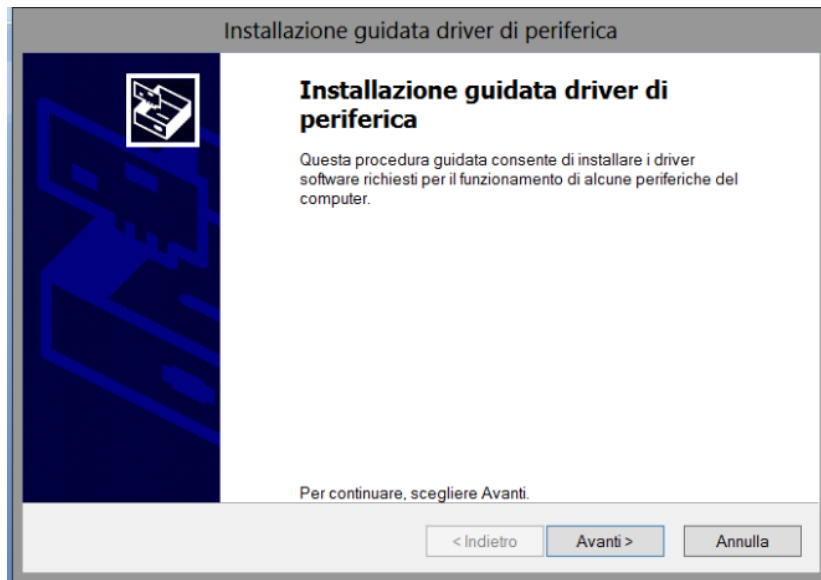 Installazione guidata driver di periferica
Installazione guidata driver di
periferica
Questa procedura guidata consente di installare i driver
software richiesti per il funzionamento di alcune periferiche del
computer.
Per continuare, scegliere Avanti.
< Indietro
Avanti >
Annulla